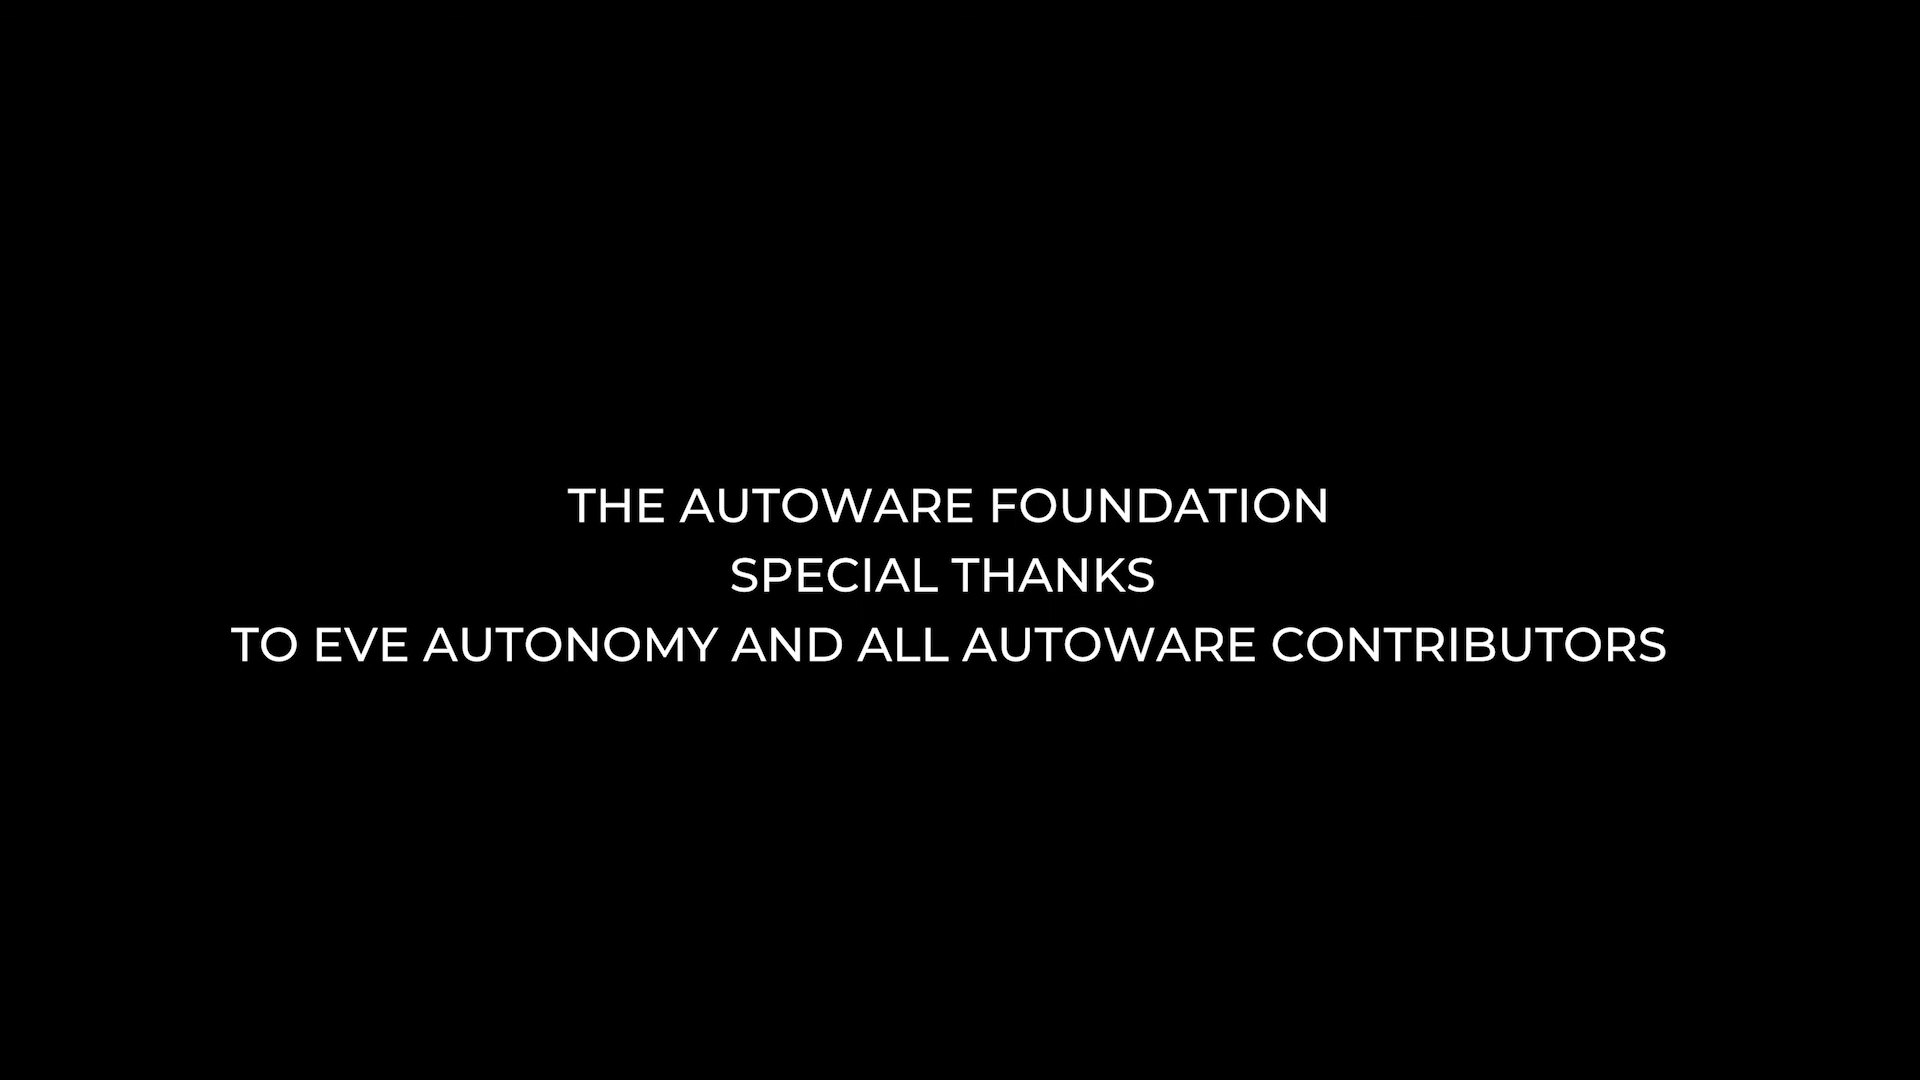 THE AUTOWARE FOUNDATION
SPECIAL THANKS
TO EVE AUTONOMY AND ALL AUTOWARE CONTRIBUTORS